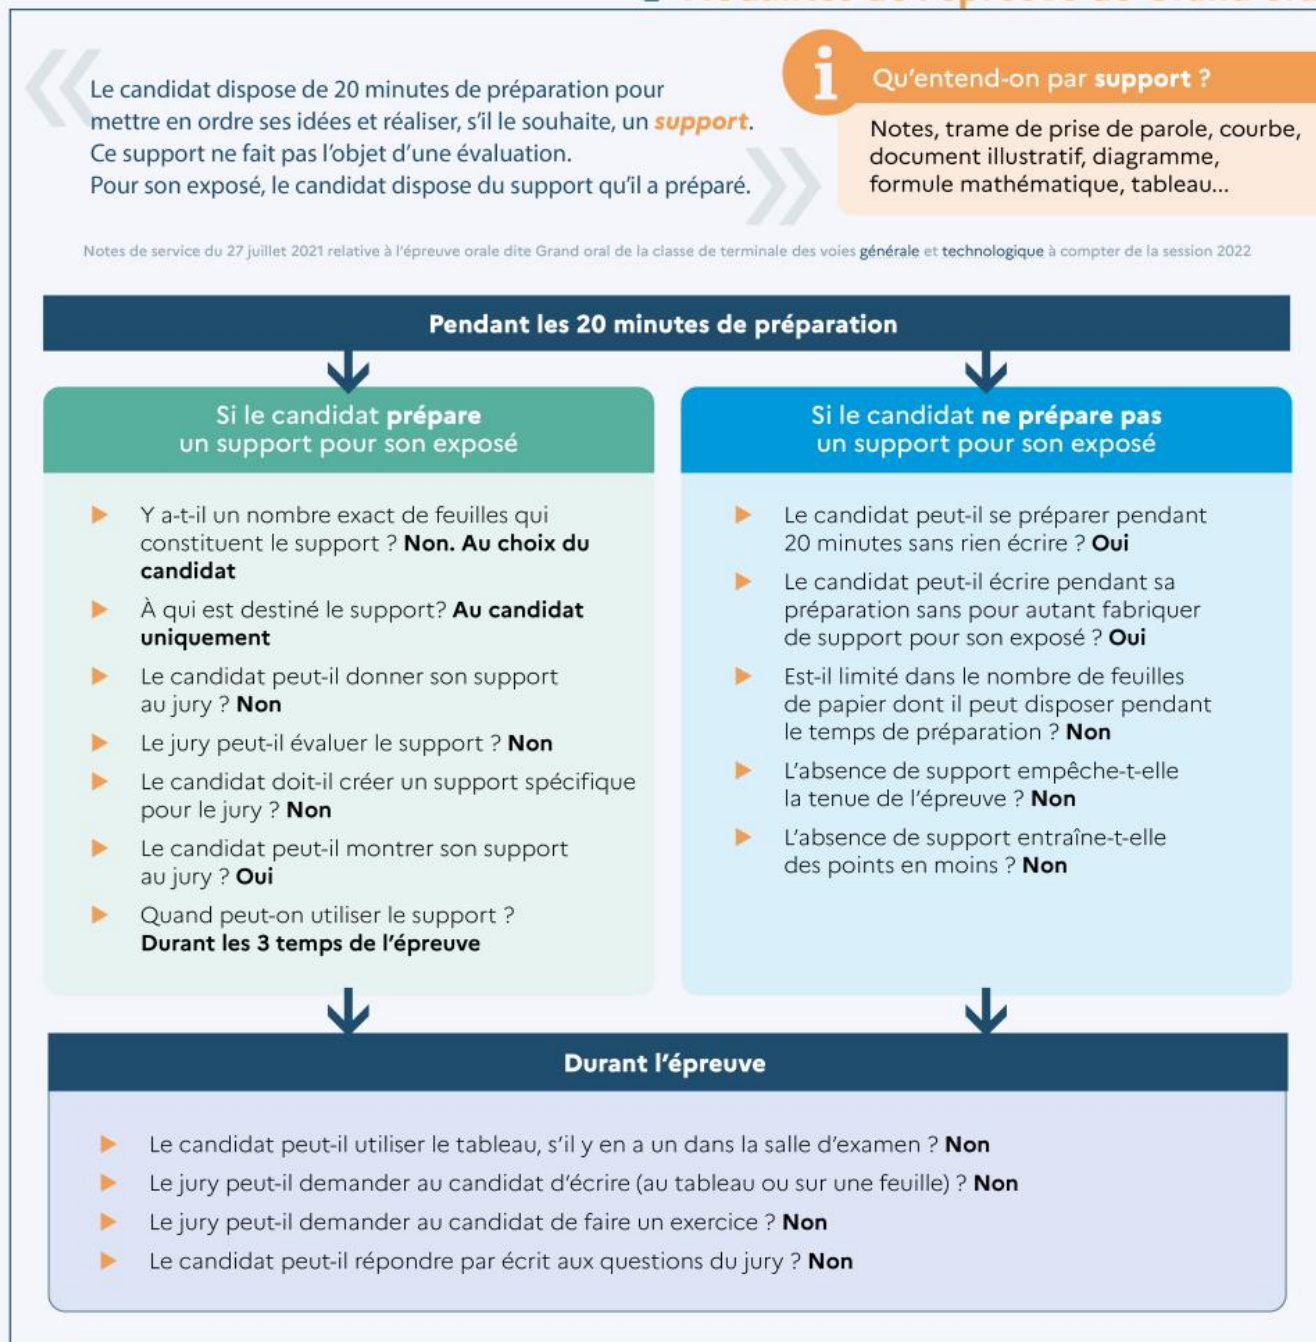 Le candidat dispose de 20 minutes de préparation pour
mettre en ordre ses idées et réaliser, s'il le souhaite, un support.
Ce support ne fait pas l'objet d'une évaluation.
Pour son exposé, le candidat dispose du support qu'il a préparé.
i
Qu'entend-on par support ?
Notes, trame de prise de parole, courbe,
document illustratif, diagramme,
formule mathématique, tableau...
Notes de service du 27 juillet 2021 relative à l'épreuve orale dite Grand oral de la classe de terminale des voies générale et technologique à compter de la session 2022
Pendant les 20 minutes de préparation
Si le candidat prépare
un support pour son exposé
Y a-t-il un nombre exact de feuilles qui
constituent le support ? Non. Au choix du
candidat
À qui est destiné le support? Au candidat
uniquement
Le candidat peut-il donner son support
au jury ? Non
Le jury peut-il évaluer le support ? Non
Le candidat doit-il créer un support spécifique
pour le jury ? Non
Le candidat peut-il montrer son support
au jury ? Oui
Quand peut-on utiliser le support ?
Durant les 3 temps de l'épreuve
Si le candidat ne prépare pas
un support pour son exposé
Le candidat peut-il se préparer pendant
20 minutes sans rien écrire ? Oui
Le candidat peut-il écrire pendant sa
préparation sans pour autant fabriquer
de support pour son exposé ? Oui
Est-il limité dans le nombre de feuilles
de papier dont il peut disposer pendant
le temps de préparation ? Non
L'absence de support empêche-t-elle
la tenue de l'épreuve ? Non
L'absence de support entraîne-t-elle
des points en moins ? Non
Durant l'épreuve
Le candidat peut-il utiliser le tableau, s'il y en a un dans la salle d'examen ? Non
Le jury peut-il demander au candidat d'écrire (au tableau ou sur une feuille) ? Non
Le jury peut-il demander au candidat de faire un exercice ? Non
Le candidat peut-il répondre par écrit aux questions du jury ? Non